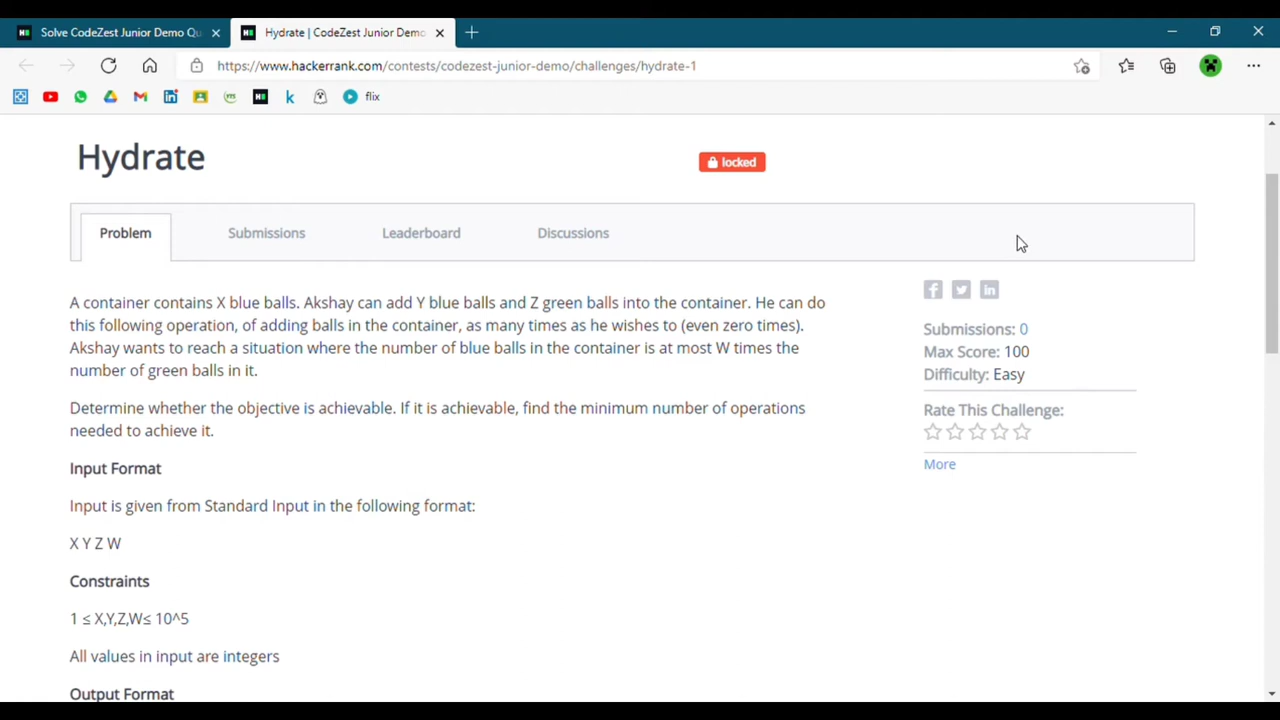 Solve CodeZest Junior Demo Qu
Hydrate | CodeZest Junior Demo
https://www.hackerrank.com/contests/codezest-junior-demo/challenges/hydrate-1
flix
Hydrate
locked
Problem
Submissions
Leaderboard
Discussions
A container contains X blue balls. Akshay can add Y blue balls and Z green balls into the container. He can do
this following operation, of adding balls in the container, as many times as he wishes to (even zero times).
Akshay wants to reach a situation where the number of blue balls in the container is at most W times the
number of green balls in it.
Determine whether the objective is achievable. If it is achievable, find the minimum number of operations
needed to achieve it.
Input Format
Input is given from Standard Input in the following format:
X Y Z W
Constraints
1 ≤ X,Y,Z,W≤ 10^5
All values in input are integers
Output Format
Submissions: 0
Max Score: 100
Difficulty: Easy
Rate This Challenge:
More